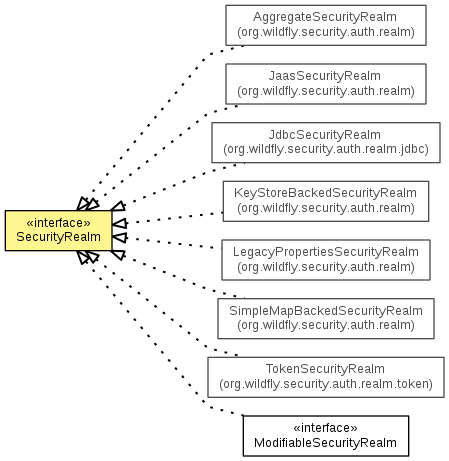 AggregateSecurityRealm
(org.wildfly.security.auth.realm)
JaasSecurityRealm
(org.wildfly.security.auth.realm)
JdbcSecurityRealm
(org.wildfly.security.auth.realm.jdbc)
KeyStoreBackedSecurityRealm
(org.wildfly.security.auth.realm)
«interface»
SecurityRealm
LegacyPropertiesSecurityRealm
(org.wildfly.security.auth.realm)
SimpleMapBackedSecurityRealm
(org.wildfly.security.auth.realm)
TokenSecurityRealm
(org.wildfly.security.auth.realm.token)
«interface»
ModifiableSecurityRealm